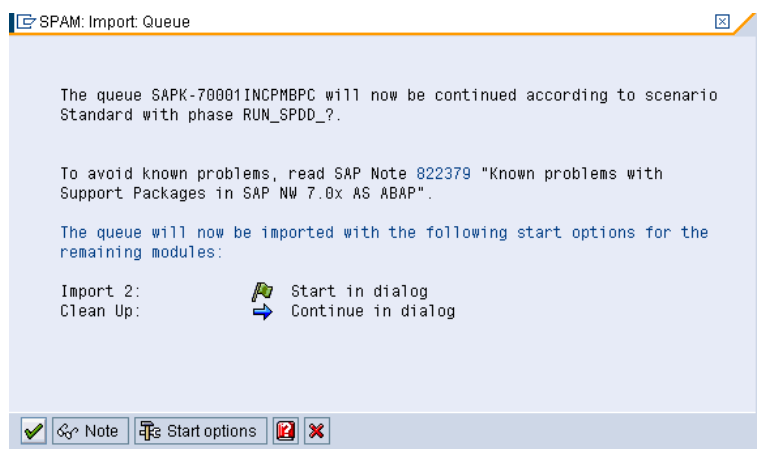 SPAM: Import: Queue
The queue SAPK-70001INCPMBPC will now be continued according to scenario
Standard with phase RUN_SPDD_?.
To avoid known problems, read SAP Note 822379 "Known problems with
Support Packages in SAP NW 7.0x AS ABAP".
The queue will now be imported with the following start options for the
remaining modules:
Import 2: Start in dialog
Clean Up: Continue in dialog
Note Start options